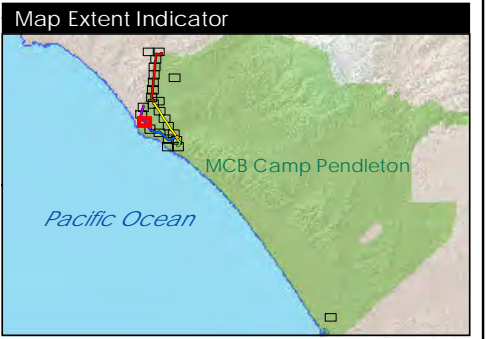 Map Extent Indicator
MCB Camp Pendleton
Pacific Ocean